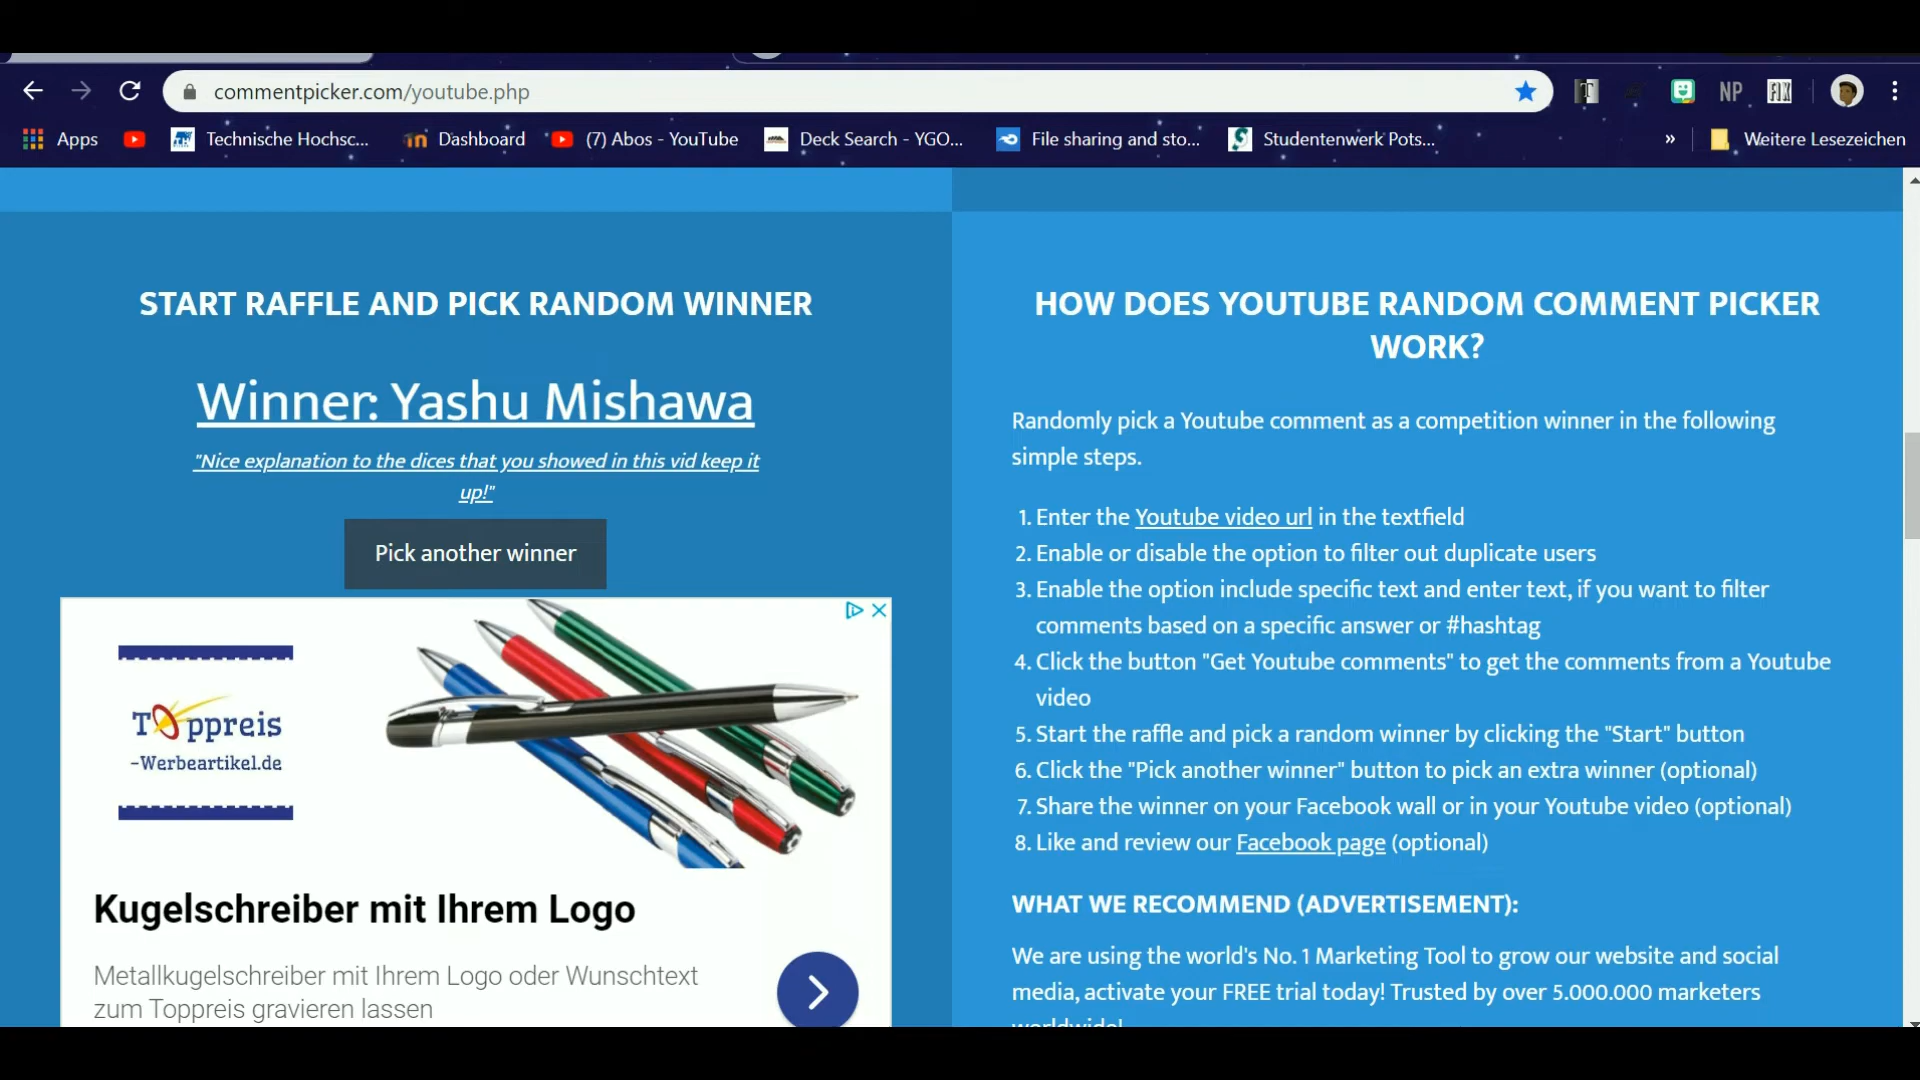 commentpicker.com/youtube.php
T
NP
FIX
Apps
Technische Hochsc...
Dashboard
(7) Abos - YouTube
Deck Search - YGO...
File sharing and sto...
Studentenwerk Pots...
»
Weitere Lesezeichen
START RAFFLE AND PICK RANDOM WINNER
Winner: Yashu Mishawa
"Nice explanation to the dices that you showed in this vid keep it
up!"
Pick another winner
Toppreis
-Werbeartikel.de
Kugelschreiber mit Ihrem Logo
Metallkugelschreiber mit Ihrem Logo oder Wunschtext
zum Toppreis gravieren lassen
HOW DOES YOUTUBE RANDOM COMMENT PICKER
WORK?
Randomly pick a Youtube comment as a competition winner in the following
simple steps.
1. Enter the Youtube video url in the textfield
2. Enable or disable the option to filter out duplicate users
3. Enable the option include specific text and enter text, if you want to filter
comments based on a specific answer or #hashtag
4. Click the button "Get Youtube comments" to get the comments from a Youtube
video
5. Start the raffle and pick a random winner by clicking the "Start" button
6. Click the "Pick another winner" button to pick an extra winner (optional)
7. Share the winner on your Facebook wall or in your Youtube video (optional)
8. Like and review our Facebook page (optional)
WHAT WE RECOMMEND (ADVERTISEMENT):
We are using the world's No. 1 Marketing Tool to grow our website and social
media, activate your FREE trial today! Trusted by over 5.000.000 marketers
worldwide!